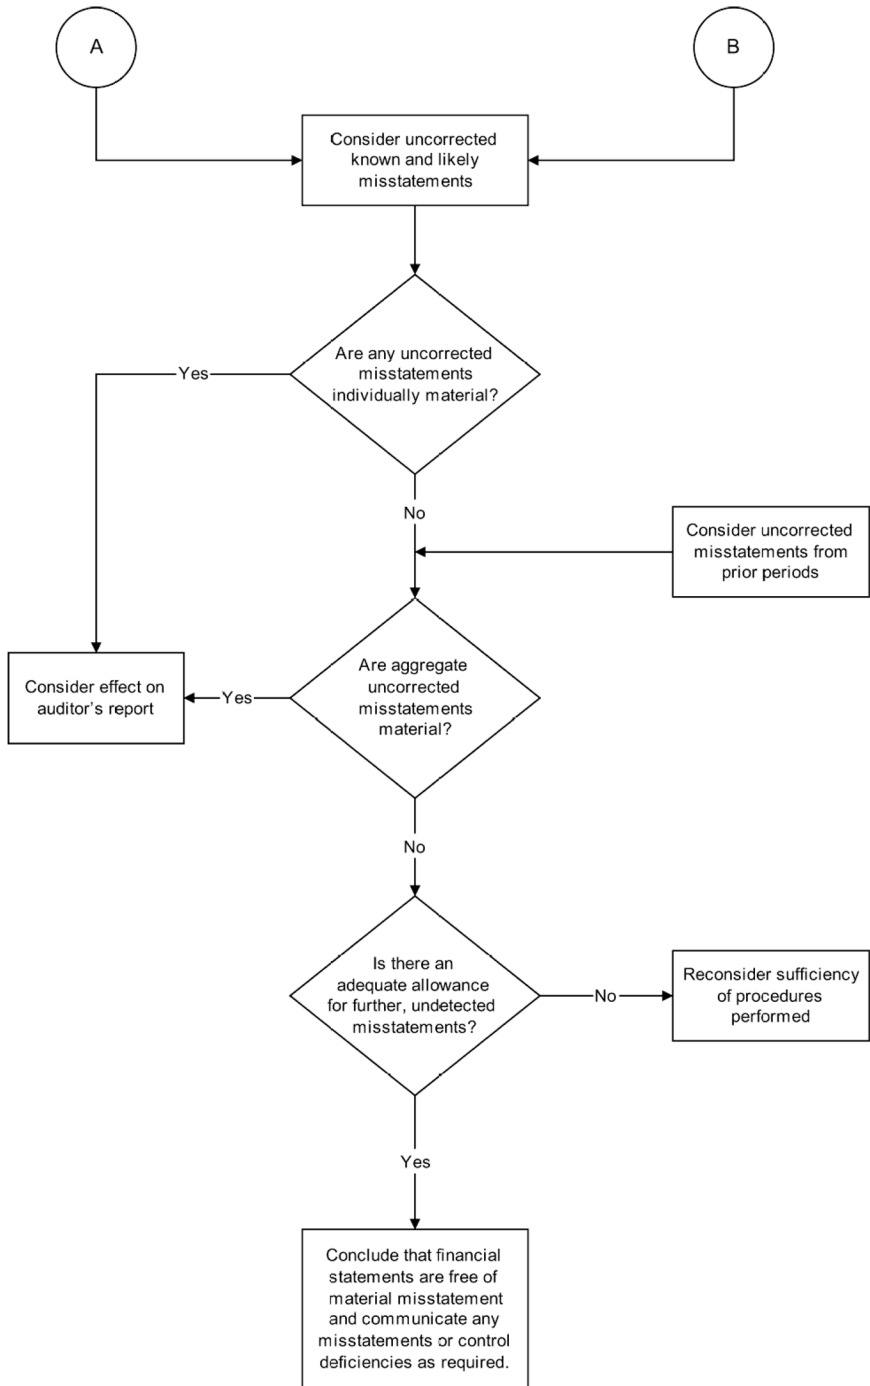 A
B
Consider uncorrected
known and likely
misstatements
Are any uncorrected
misstatements
individually material?
Yes
No
Consider uncorrected
misstatements from
prior periods
Are aggregate
uncorrected
misstatements
material?
Yes
Consider effect on
auditor’s report
No
Is there an
adequate allowance
for further, undetected
misstatements?
No
Reconsider sufficiency
of procedures
performed
Yes
Conclude that financial
statements are free of
material misstatement
and communicate any
misstatements or control
deficiencies as required.